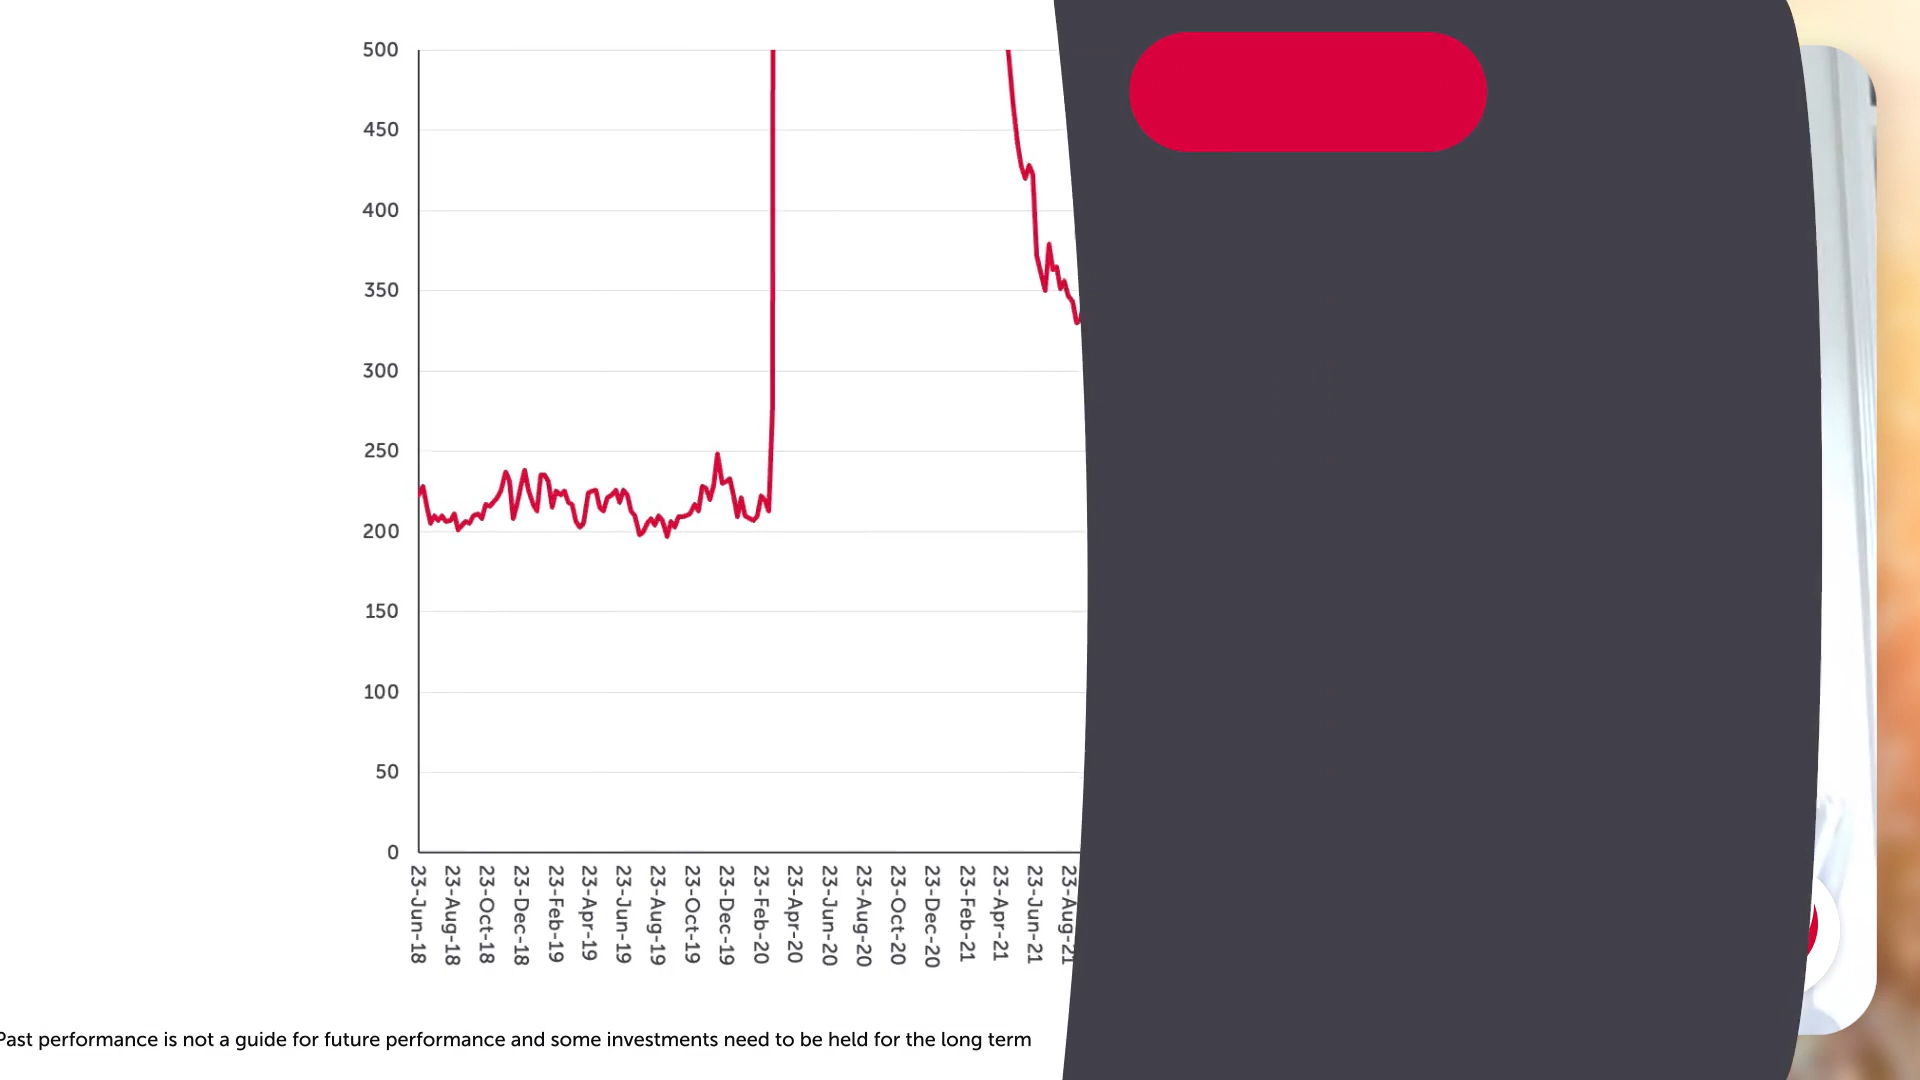 500
450
400
350
300
250
200
150
100
50
0
23-Jun-18
23-Aug-18
23-Oct-18
23-Dec-18
23-Feb-19
23-Apr-19
23-Jun-19
23-Aug-19
23-Oct-19
23-Dec-19
23-Feb-20
23-Apr-20
23-Jun-20
23-Aug-20
23-Oct-20
23-Dec-20
23-Feb-21
23-Apr-21
23-Jun-21
23-Aug-21
Past performance is not a guide for future performance and some investments need to be held for the long term